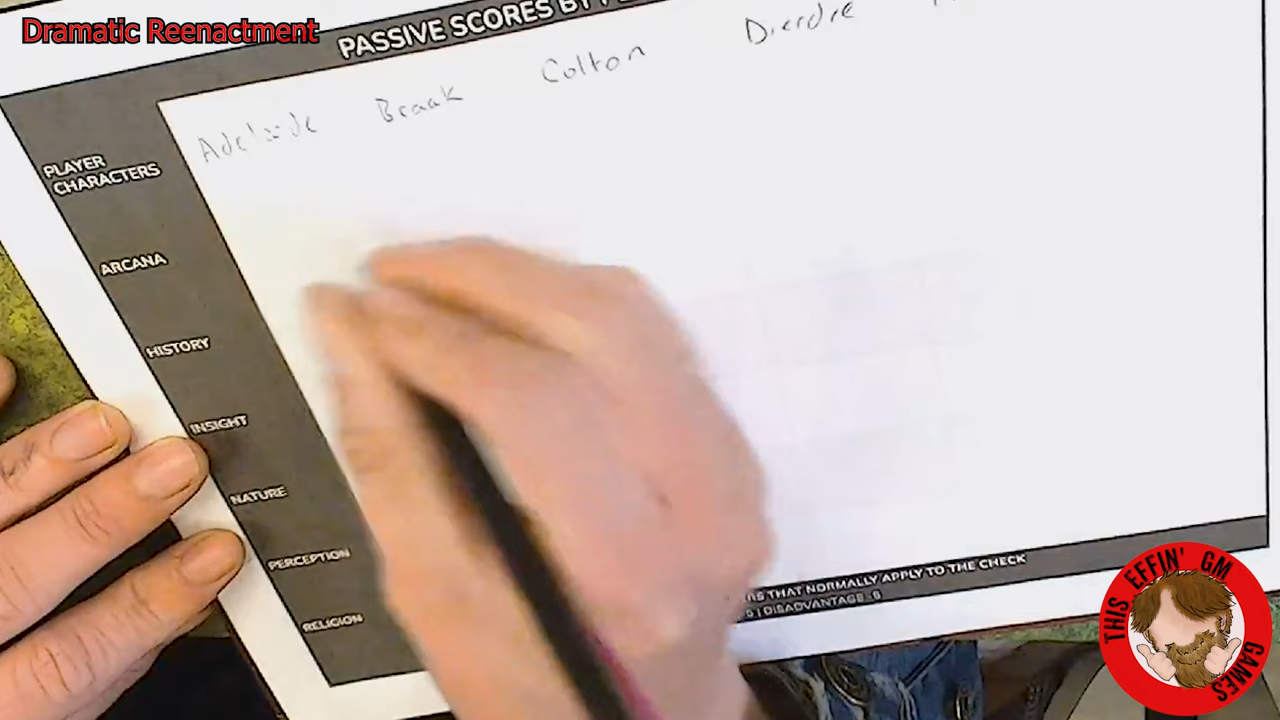 Dramatic Reenactment
PASSIVE SCORES BY
Adelaide Braak Colton Dierdre
PLAYER
CHARACTERS
ARCANA
HISTORY
INSIGHT
NATURE
PERCEPTION
RELIGION
THAT NORMALLY APPLY TO THE CHECK
| DISADVANTAGE
THIS EFFIN' GM
GAMES